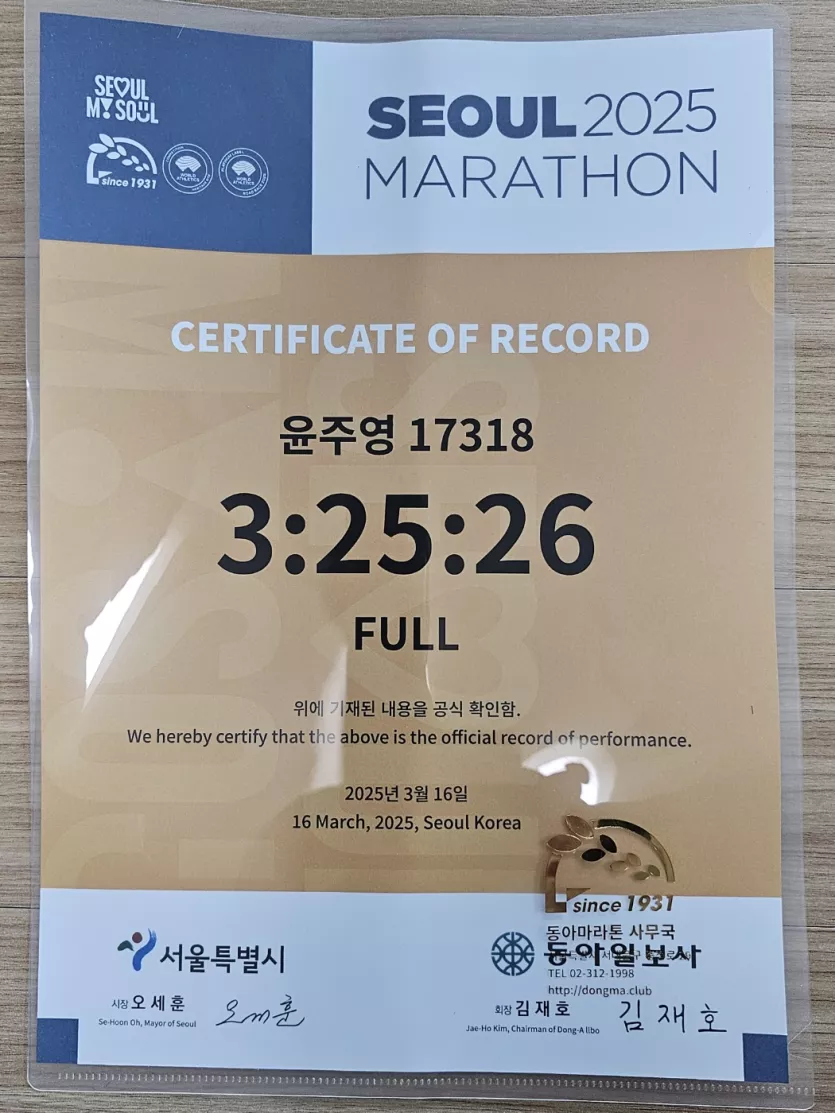 SEOUL
MY SOUL
since 1931
WORLD
ATHLETICS
WORLD
ATHLETICS
SEOUL 2025
MARATHON
CERTIFICATE OF RECORD
윤주영 17318
3:25:26
FULL
위에 기재된 내용을 공식 확인함.
We hereby certify that the above is the official record of performance.
2025년 3월 16일
16 March, 2025, Seoul Korea
since 1931
동아마라톤 사무국
서울특별시
동아일보사
TEL 02-312-1998
http://dongma.club
시장 오세훈
오세훈
Se-Hoon Oh, Mayor of Seoul
회장 김재호
김재호
Jae-Ho Kim, Chairman of Dong-A Ilbo